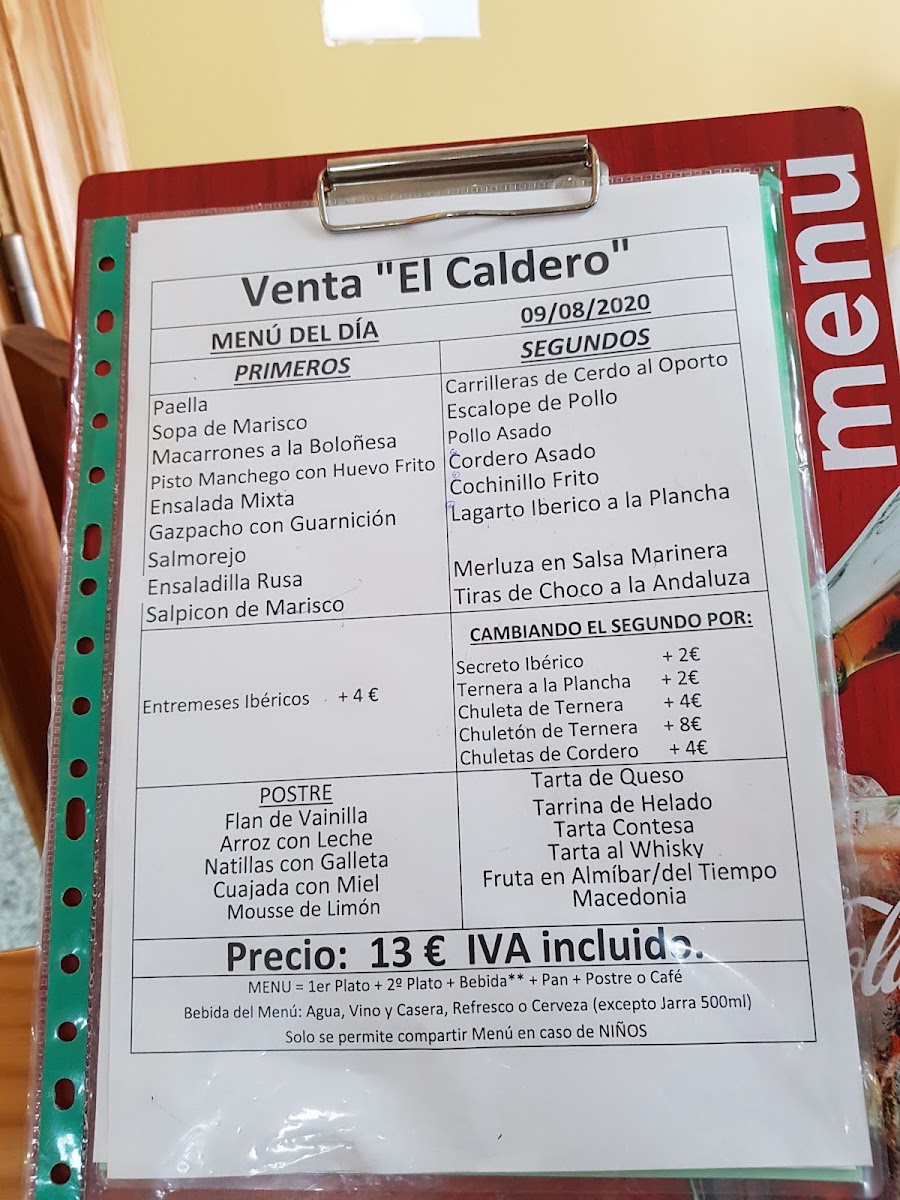 menu
Venta "El Caldero"
MENÚ DEL DÍA
09/08/2020
PRIMEROS
Paella
Sopa de Marisco
Macarrones a la Boloñesa
Pisto Manchego con Huevo Frito
Ensalada Mixta
Gazpacho con Guarnición
Salmorejo
Ensaladilla Rusa
Salpicon de Marisco
SEGUNDOS
Carrilleras de Cerdo al Oporto
Escalope de Pollo
Pollo Asado
Cordero Asado
Cochinillo Frito
Lagarto Iberico a la Plancha
Merluza en Salsa Marinera
Tiras de Choco a la Andaluza
Entremeses Ibéricos + 4 €
CAMBIANDO EL SEGUNDO POR:
Secreto Ibérico + 2€
Ternera a la Plancha + 2€
Chuleta de Ternera + 4€
Chuletón de Ternera + 8€
Chuletas de Cordero + 4€
POSTRE
Flan de Vainilla
Arroz con Leche
Natillas con Galleta
Cuajada con Miel
Mousse de Limón
Tarta de Queso
Tarrina de Helado
Tarta Contesa
Tarta al Whisky
Fruta en Almíbar/del Tiempo
Macedonia
Precio: 13 € IVA incluido.
MENU = 1er Plato + 2º Plato + Bebida** + Pan + Postre o Café
Bebida del Menú: Agua, Vino y Casera, Refresco o Cerveza (excepto Jarra 500ml)
Solo se permite compartir Menú en caso de NIÑOS